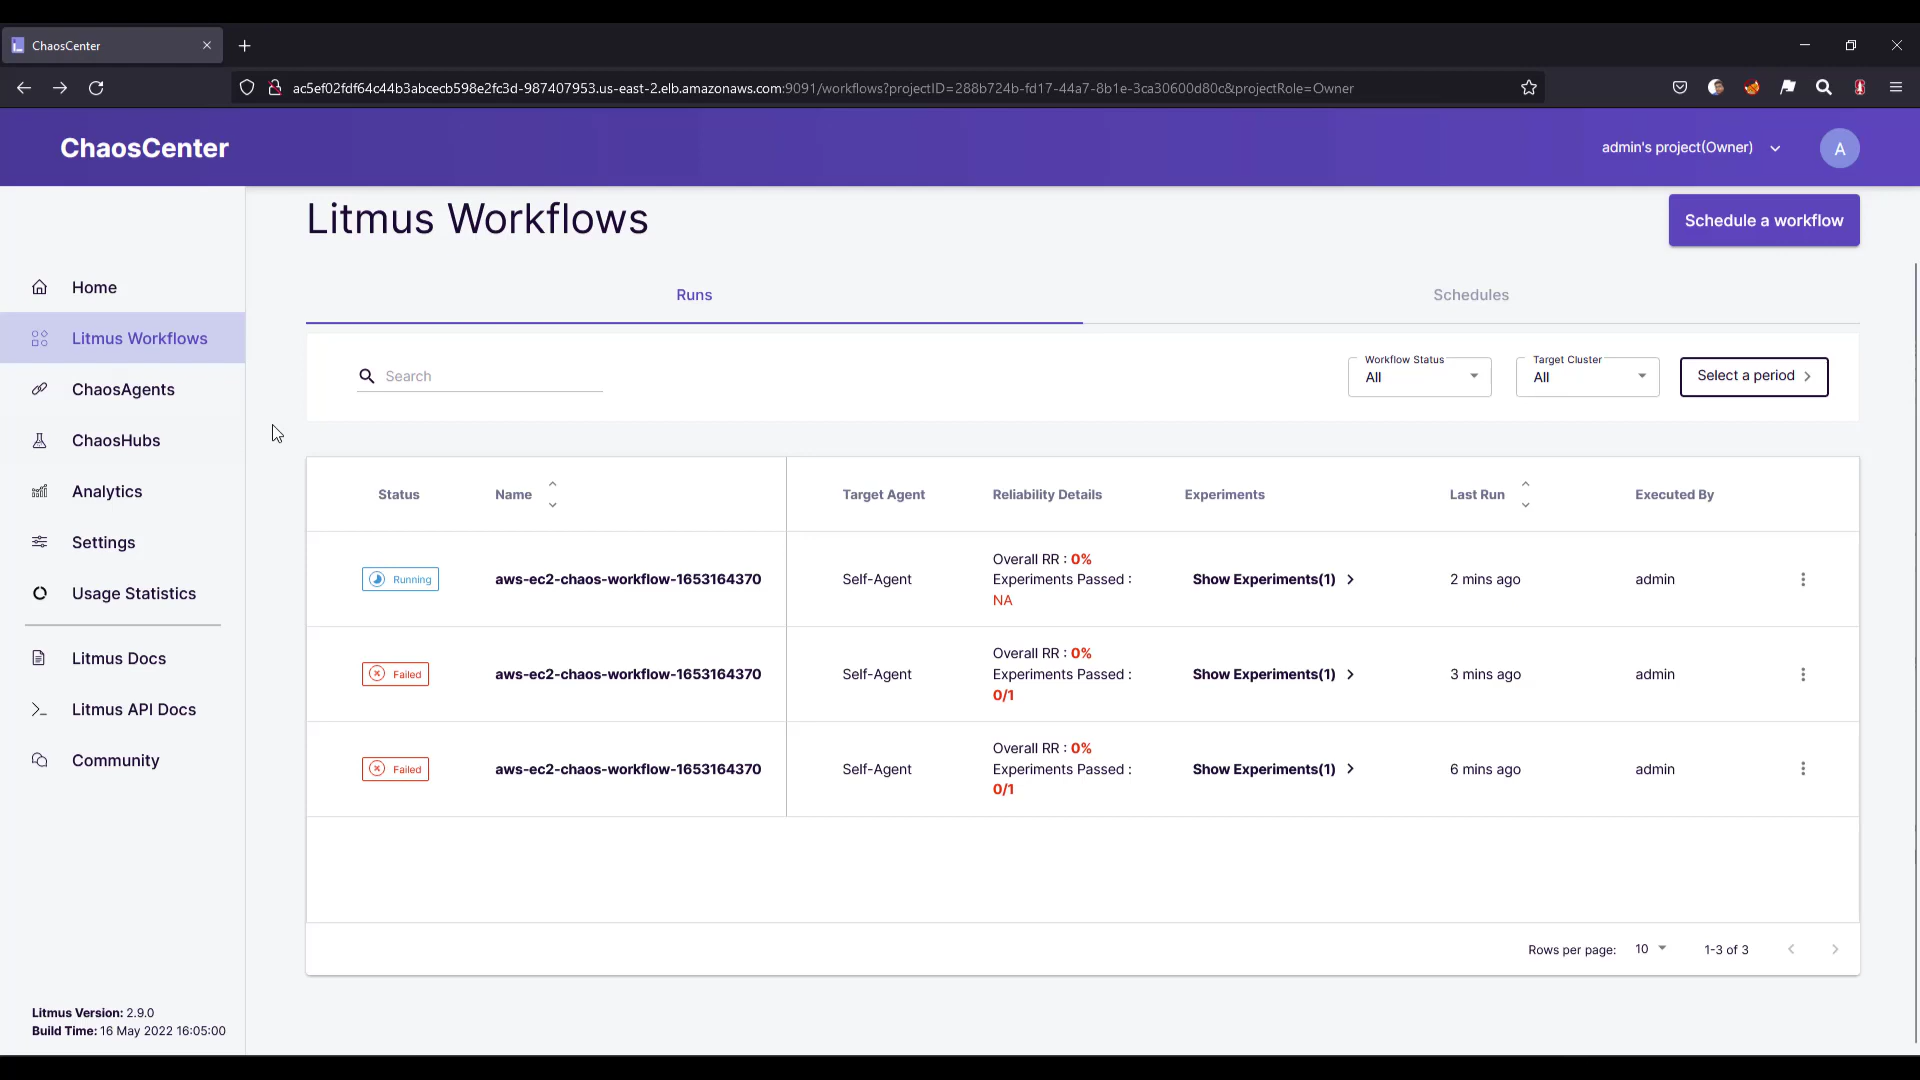 ChaosCenter
ac5ef02fdf64c44b3abcecb598e2fc3d-987407953.us-east-2.elb.amazonaws.com:9091/workflows?projectID=288b724b-fd17-44a7-8b1e-3ca30600d80c&projectRole=Owner
ChaosCenter
admin's project(Owner)
A
Litmus Workflows
Schedule a workflow
Home
Litmus Workflows
ChaosAgents
ChaosHubs
Analytics
Settings
Usage Statistics
Litmus Docs
Litmus API Docs
Community
Litmus Version: 2.9.0
Build Time: 16 May 2022 16:05:00
Runs
Schedules
Search
Workflow Status
All
Target Cluster
All
Select a period
Status Name Target Agent Reliability Details Experiments Last Run Executed By
Running aws-ec2-chaos-workflow-1653164370 Self-Agent Overall RR : 0%
Experiments Passed :
NA
Show Experiments(1) 2 mins ago admin
Failed aws-ec2-chaos-workflow-1653164370 Self-Agent Overall RR : 0%
Experiments Passed :
0/1
Show Experiments(1) 3 mins ago admin
Failed aws-ec2-chaos-workflow-1653164370 Self-Agent Overall RR : 0%
Experiments Passed :
0/1
Show Experiments(1) 6 mins ago admin
Rows per page: 10 1-3 of 3